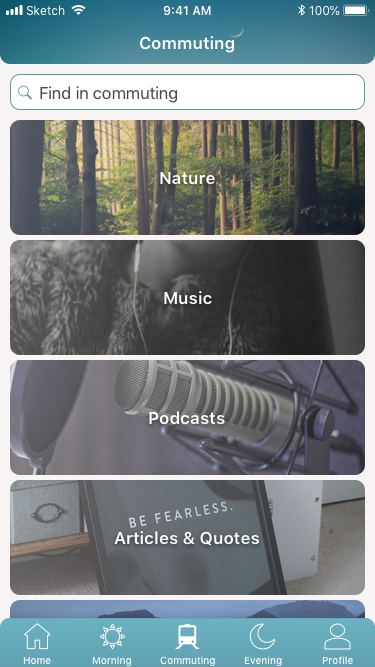 Sketch 9:41 AM 100%
Commuting
Find in commuting
Nature
Music
Podcasts
BE FEARLESS.
Articles & Quotes
Home Morning Commuting Evening Profile